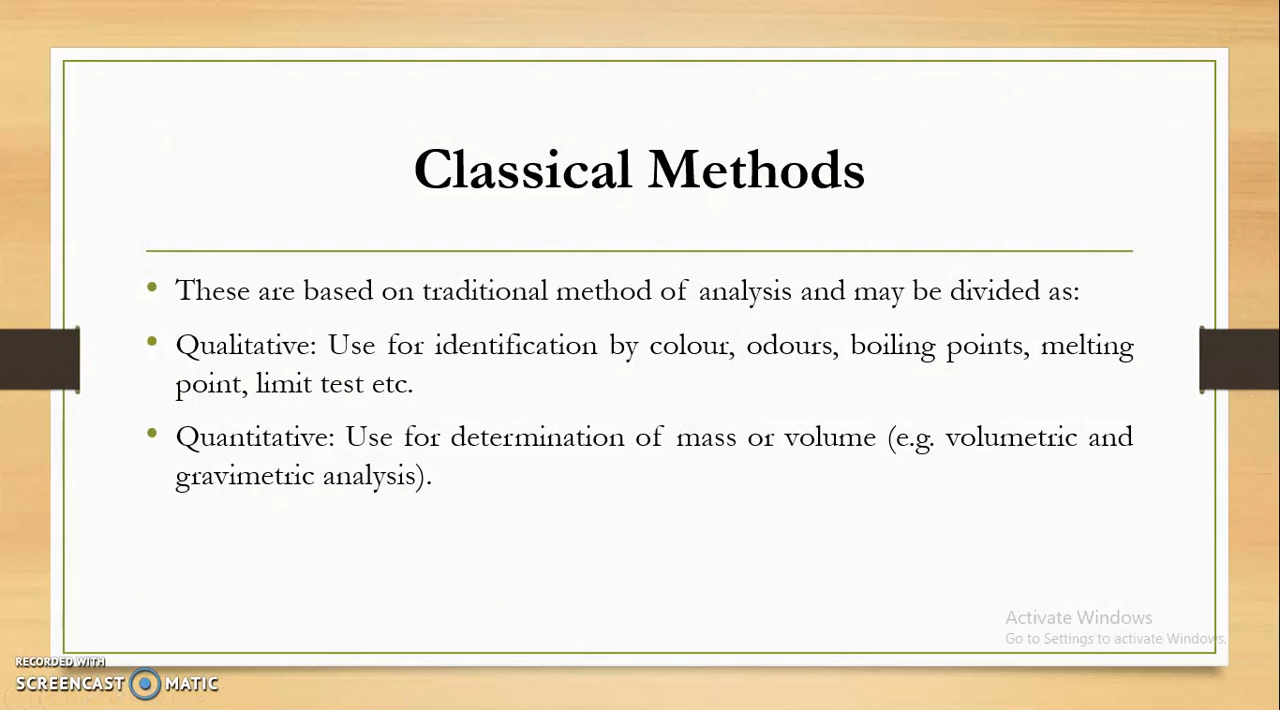 Classical Methods
• These are based on traditional method of analysis and may be divided as:
• Qualitative: Use for identification by colour, odours, boiling points, melting
point, limit test etc.
• Quantitative: Use for determination of mass or volume (e.g. volumetric and
gravimetric analysis).
Activate Windows
Go to Settings to activate Windows.
RECORDED WITH
SCREENCAST MATIC